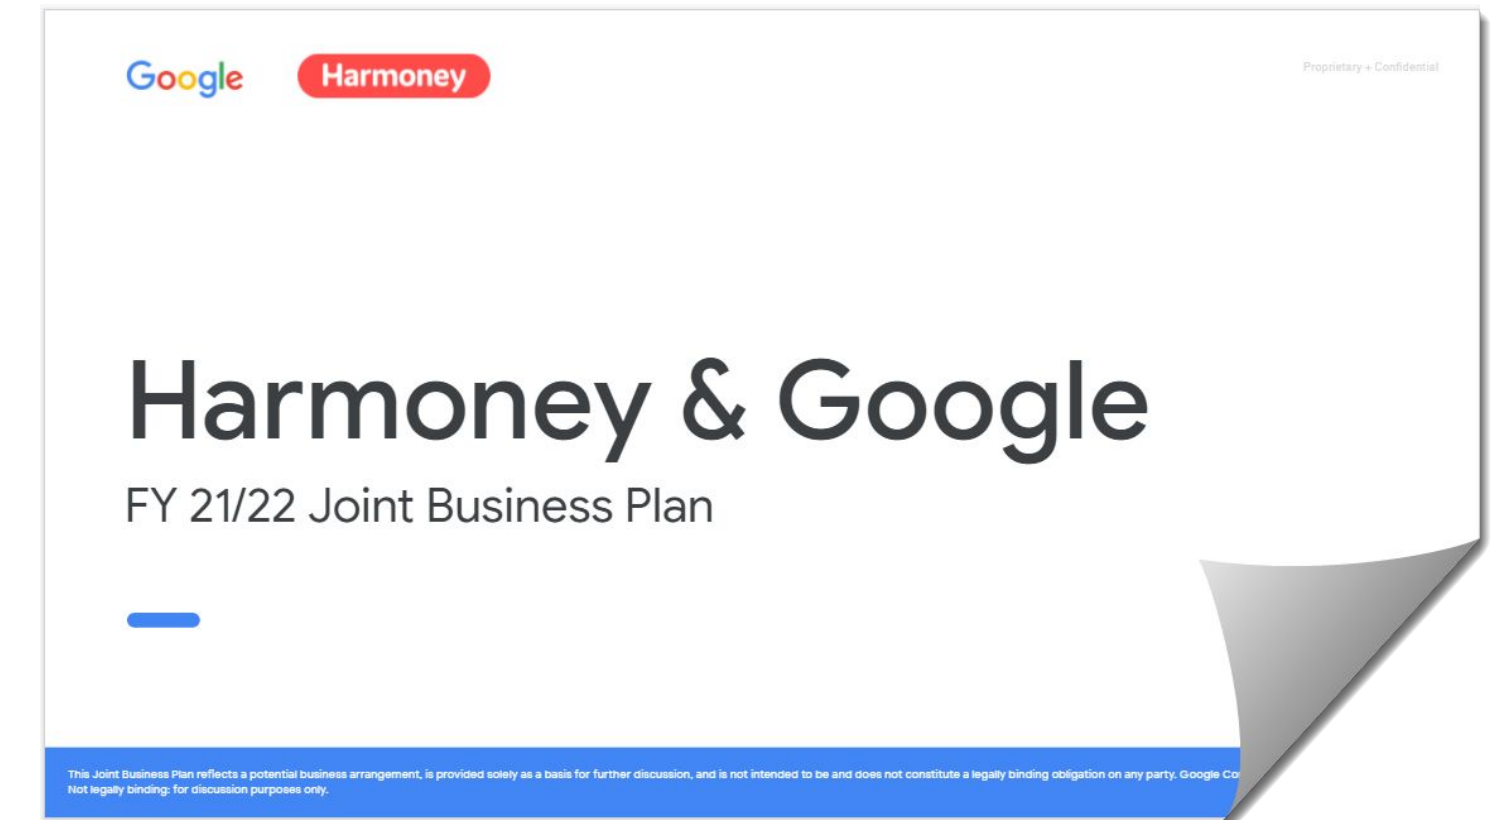 Google Harmoney
Proprietary + Confidential
Harmoney & Google
FY 21/22 Joint Business Plan
This Joint Business Plan reflects a potential business arrangement, is provided solely as a basis for further discussion, and is not intended to be and does not constitute a legally binding obligation on any party. Google
Not legally binding: for discussion purposes only.